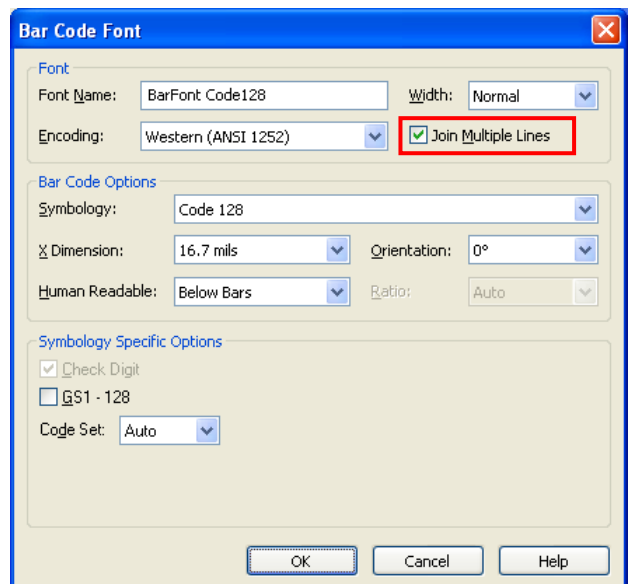 Bar Code Font
Font
Font Name: BarFont Code128 Width: Normal
Encoding: Western (ANSI 1252) Join Multiple Lines
Bar Code Options
Symbology: Code 128
X Dimension: 16.7 mils Orientation: 0°
Human Readable: Below Bars Ratio: Auto
Symbology Specific Options
Check Digit
GS1 - 128
Code Set: Auto
OK Cancel Help